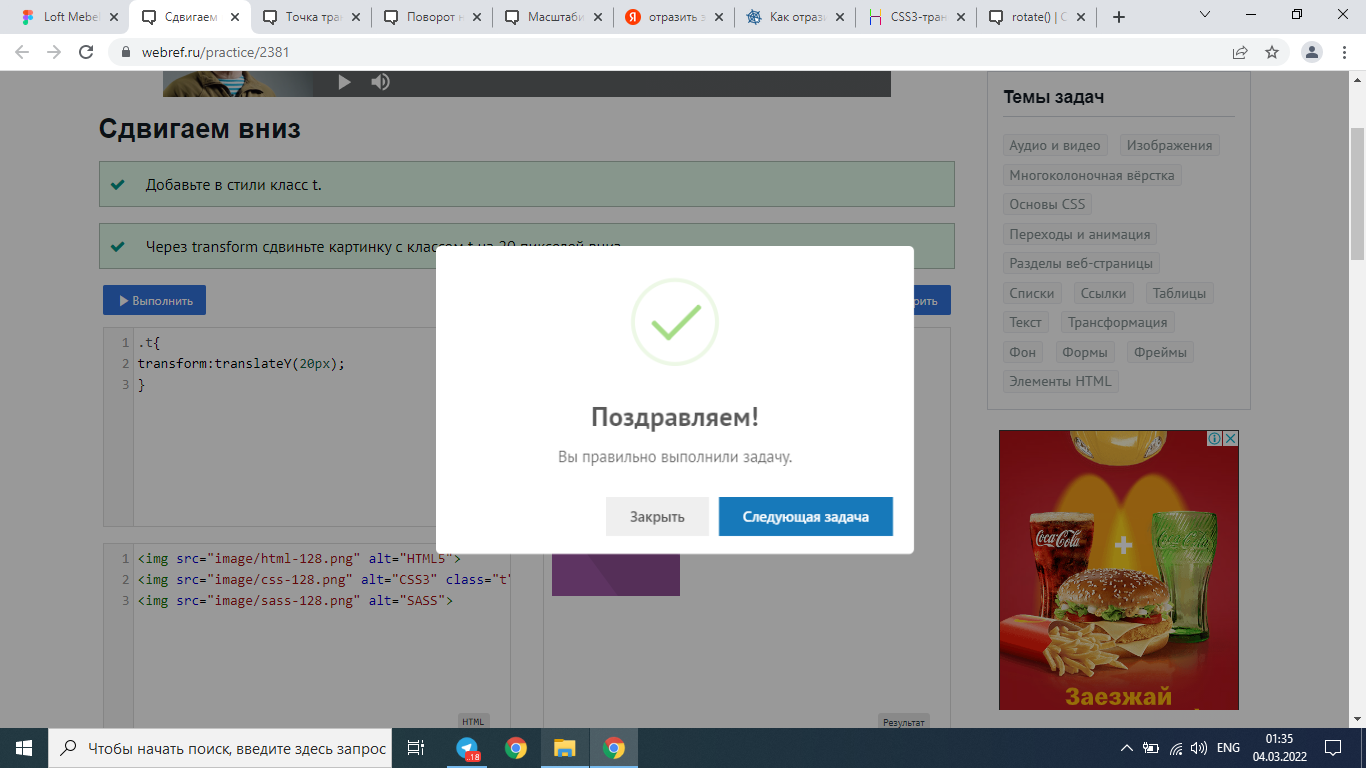 Loft Mebel
Сдвигаем
Точка тран
Поворот н
Масштаби
отразить э
Как отрази
CSS3-тран
rotate() | C
webref.ru/practice/2381
Сдвигаем вниз
Добавьте в стили класс t.
Через transform сдвиньте картинку с классом t на 20 пикселей вниз.
Выполнить
1 .t{
2 transform:translateY(20px);
3 }
Поздравляем!
Вы правильно выполнили задачу.
Закрыть
Следующая задача
1 <img src="image/html-128.png" alt="HTML5">
2 <img src="image/css-128.png" alt="CSS3" class="t"
3 <img src="image/sass-128.png" alt="SASS">
HTML
Результат
Темы задач
Аудио и видео Изображения
Многоколоночная вёрстка
Основы CSS
Переходы и анимация
Разделы веб-страницы
Списки Ссылки Таблицы
Текст Трансформация
Фон Формы Фреймы
Элементы HTML
Coca-Cola
+
Coca-Cola
Заезжай
Чтобы начать поиск, введите здесь запрос
18
ENG
01:35
04.03.2022